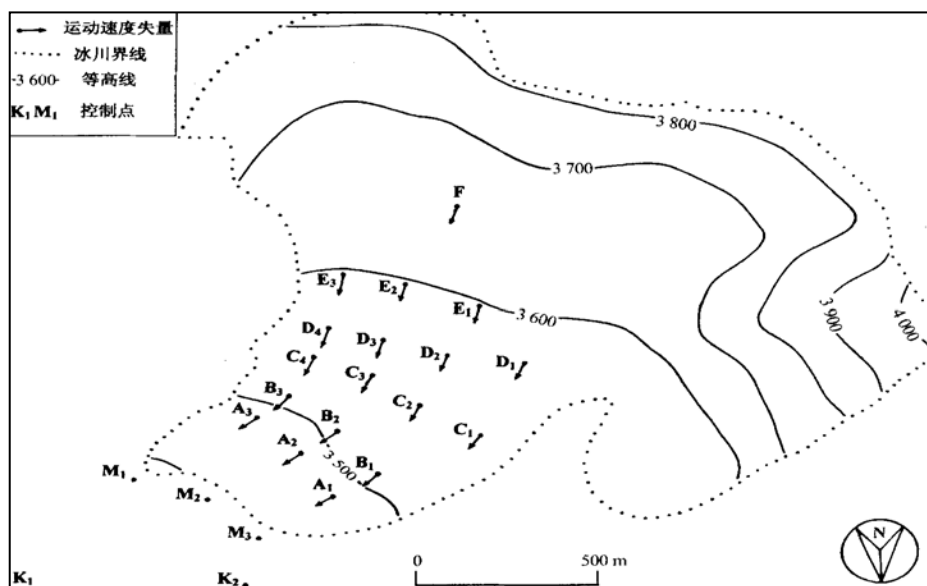 运动速度失量
冰川界线
·3 600· 等高线
K₁ M₁ 控制点
3 800
3 700
F
E₃
E₂
E₁
3 600
3 900
4 000
D₄
D₃
D₂
D₁
C₄
C₃
C₂
C₁
B₃
B₂
B₁
A₃
A₂
A₁
3 500
M₁
M₂
M₃
K₁
K₂
0 500 m
N